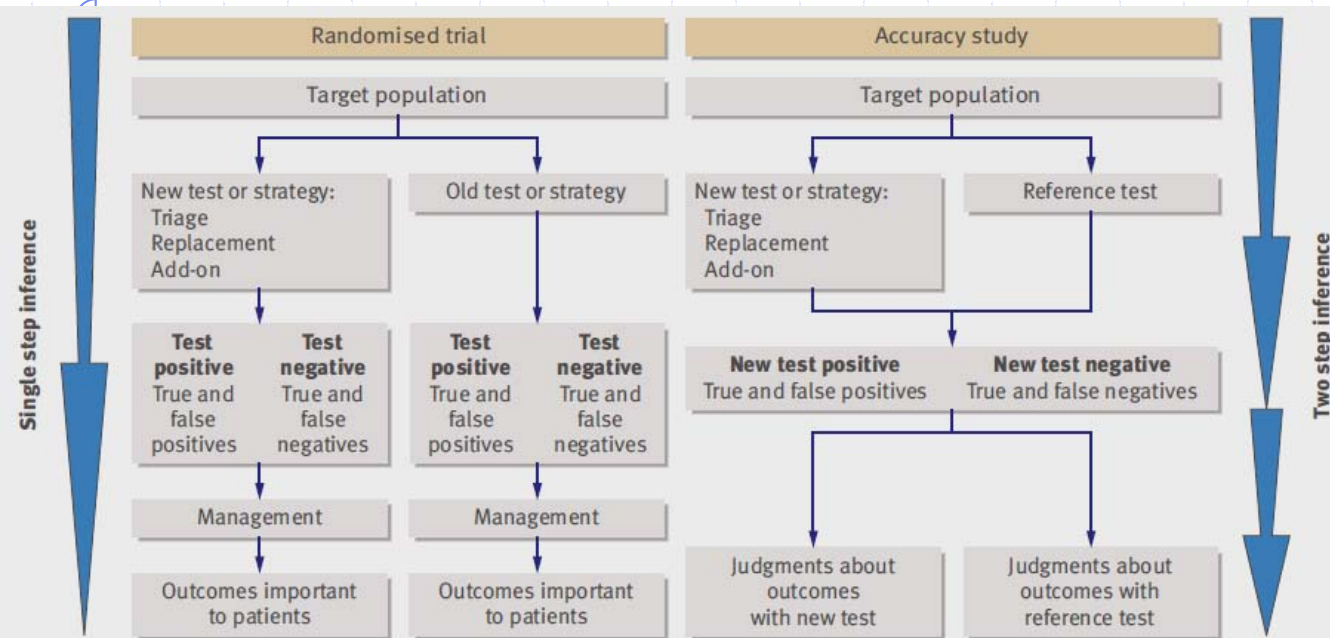 Randomised trial
Accuracy study
Target population
Target population
New test or strategy:
Triage
Replacement
Add-on
Old test or strategy
New test or strategy:
Triage
Replacement
Add-on
Reference test
Test
positive
True and
false
positives
Test
negative
True and
false
negatives
Test
positive
True and
false
positives
Test
negative
True and
false
negatives
New test positive
True and false positives
New test negative
True and false negatives
Management
Management
Outcomes important
to patients
Outcomes important
to patients
Judgments about
outcomes
with new test
Judgments about
outcomes with
reference test
Single step inference
Two step inference